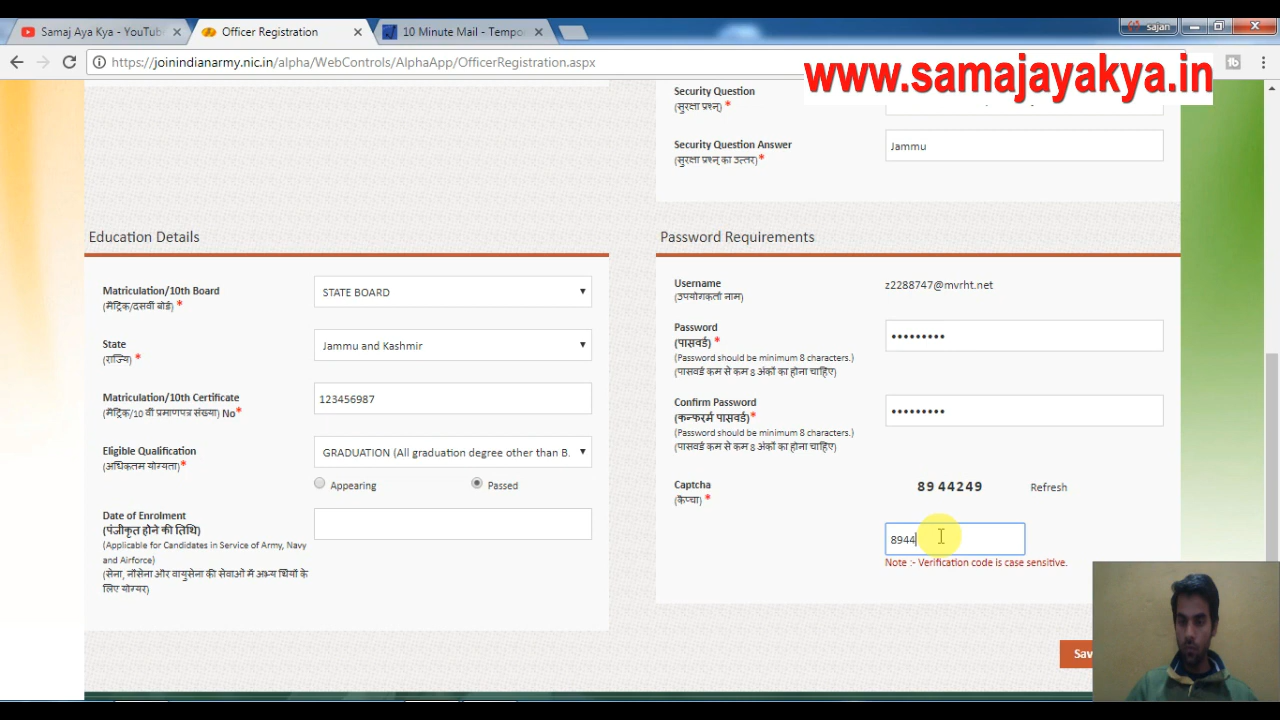 Samaj Aya Kya - YouTub
Officer Registration
10 Minute Mail - Tempo
sajan
https://joinindianarmy.nic.in/alpha/WebControls/AlphaApp/OfficerRegistration.aspx
www.samajayakya.in
Security Question
(सुरक्षा प्रश्न) *
Security Question Answer
(सुरक्षा प्रश्न का उत्तर)*
Jammu
Education Details
Matriculation/10th Board
(मैट्रिक/दसवीं बोर्ड) *
STATE BOARD
State
(राज्य) *
Jammu and Kashmir
Matriculation/10th Certificate
(मैट्रिक/10 वीं प्रमाणपत्र संख्या) No*
123456987
Eligible Qualification
(अधिकतम योग्यता)*
GRADUATION (All graduation degree other than B.
Appearing
Passed
Date of Enrolment
(पंजीकृत होने की तिथि)
(Applicable for Candidates in Service of Army, Navy
and Airforce)
(सेना, नौसेना और वायुसेना की सेवाओं में अभ्यर्थियों के
लिए योग्य)
Password Requirements
Username
(उपयोगकर्ता नाम)
z2288747@mvrht.net
Password
(पासवर्ड) *
(Password should be minimum 8 characters.)
(पासवर्ड कम से कम 8 अंकों का होना चाहिए)
•••••••••
Confirm Password
(कन्फर्म पासवर्ड)*
(Password should be minimum 8 characters.)
(पासवर्ड कम से कम 8 अंकों का होना चाहिए)
•••••••••
Captcha
(कैप्चा) *
89 44249
Refresh
8944
Note :- Verification code is case sensitive.
Sav